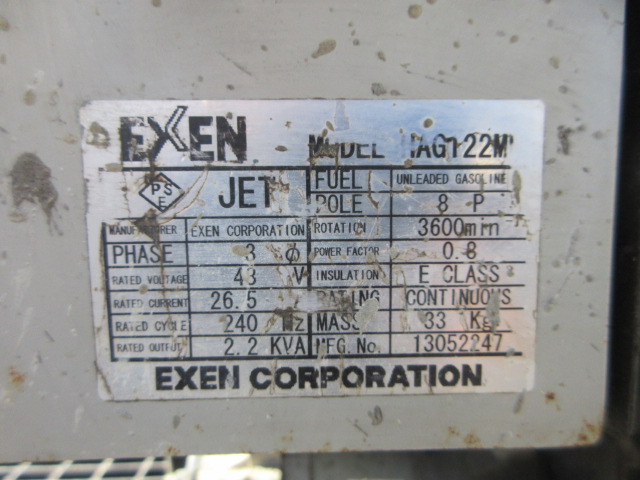 EXEN MODEL HAG122M
PSE JET FUEL UNLEADED GASOLINE
POLE 8 P
MANUFACTURER EXEN CORPORATION ROTATION 3600min
PHASE 3 φ POWER FACTOR 0.8
RATED VOLTAGE 48 V INSULATION E CLASS
RATED CURRENT 26.5 RATING CONTINUOUS
RATED CYCLE 240 Hz MASS 33 Kg
RATED OUTPUT 2.2 KVA MFG.No. 13052247
EXEN CORPORATION